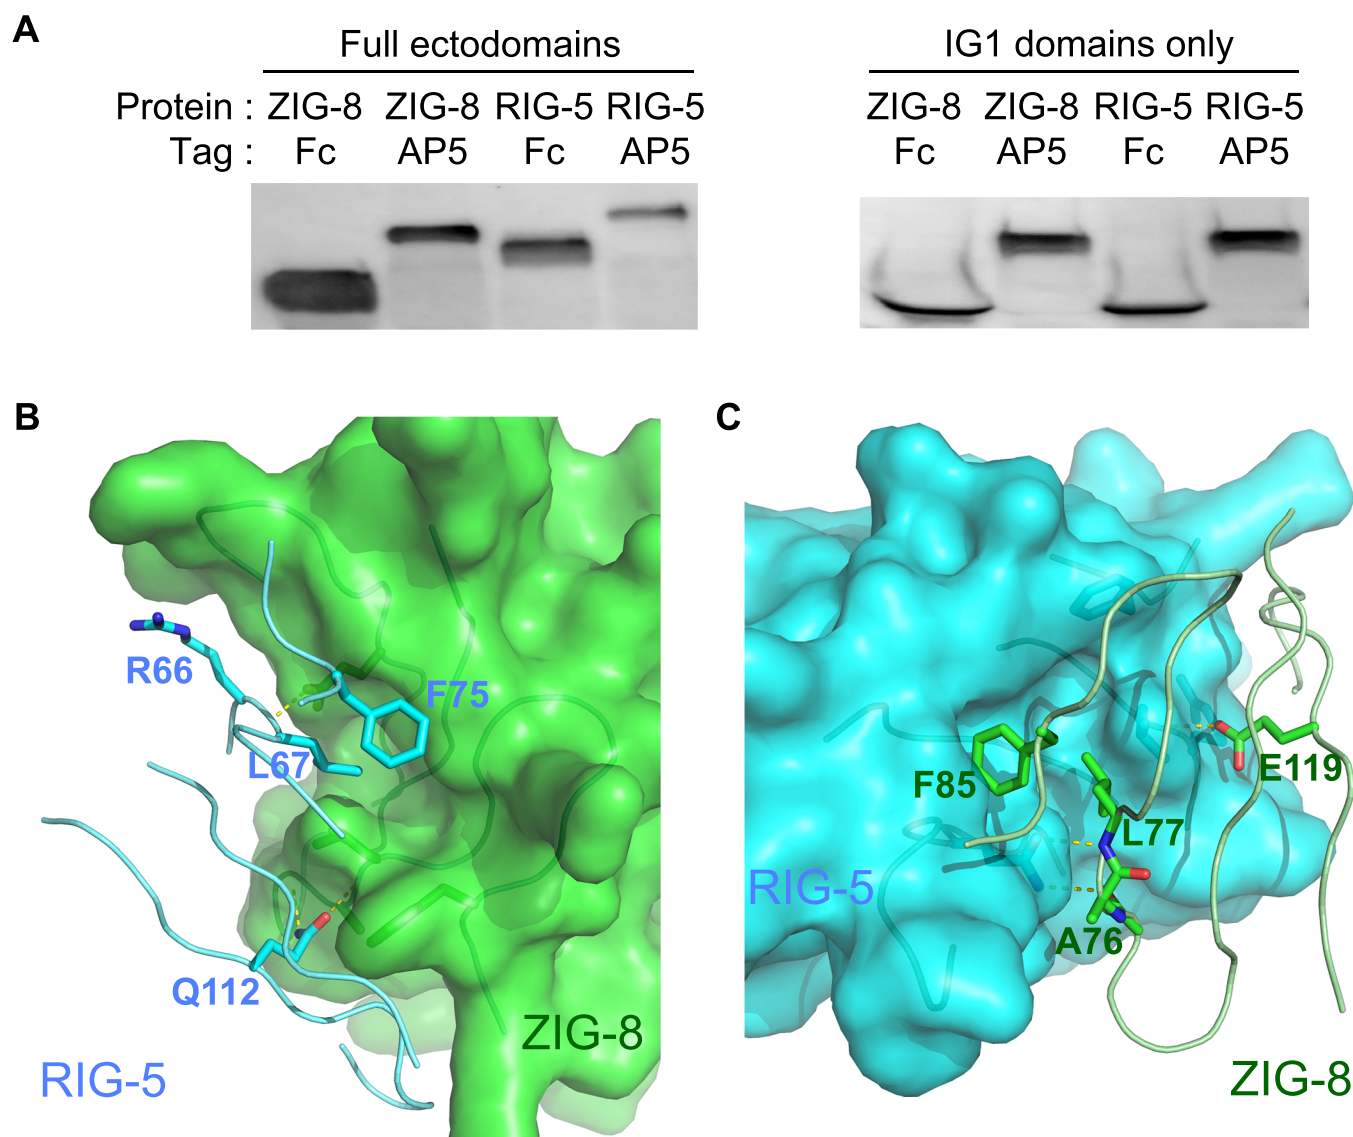 A
Full ectodomains
IG1 domains only
Protein : ZIG-8 ZIG-8 RIG-5 RIG-5
ZIG-8 ZIG-8 RIG-5 RIG-5
Tag : Fc AP5 Fc AP5
Fc AP5 Fc AP5
B
R66
F75
L67
Q112
ZIG-8
RIG-5
C
F85
E119
L77
RIG-5
A76
ZIG-8